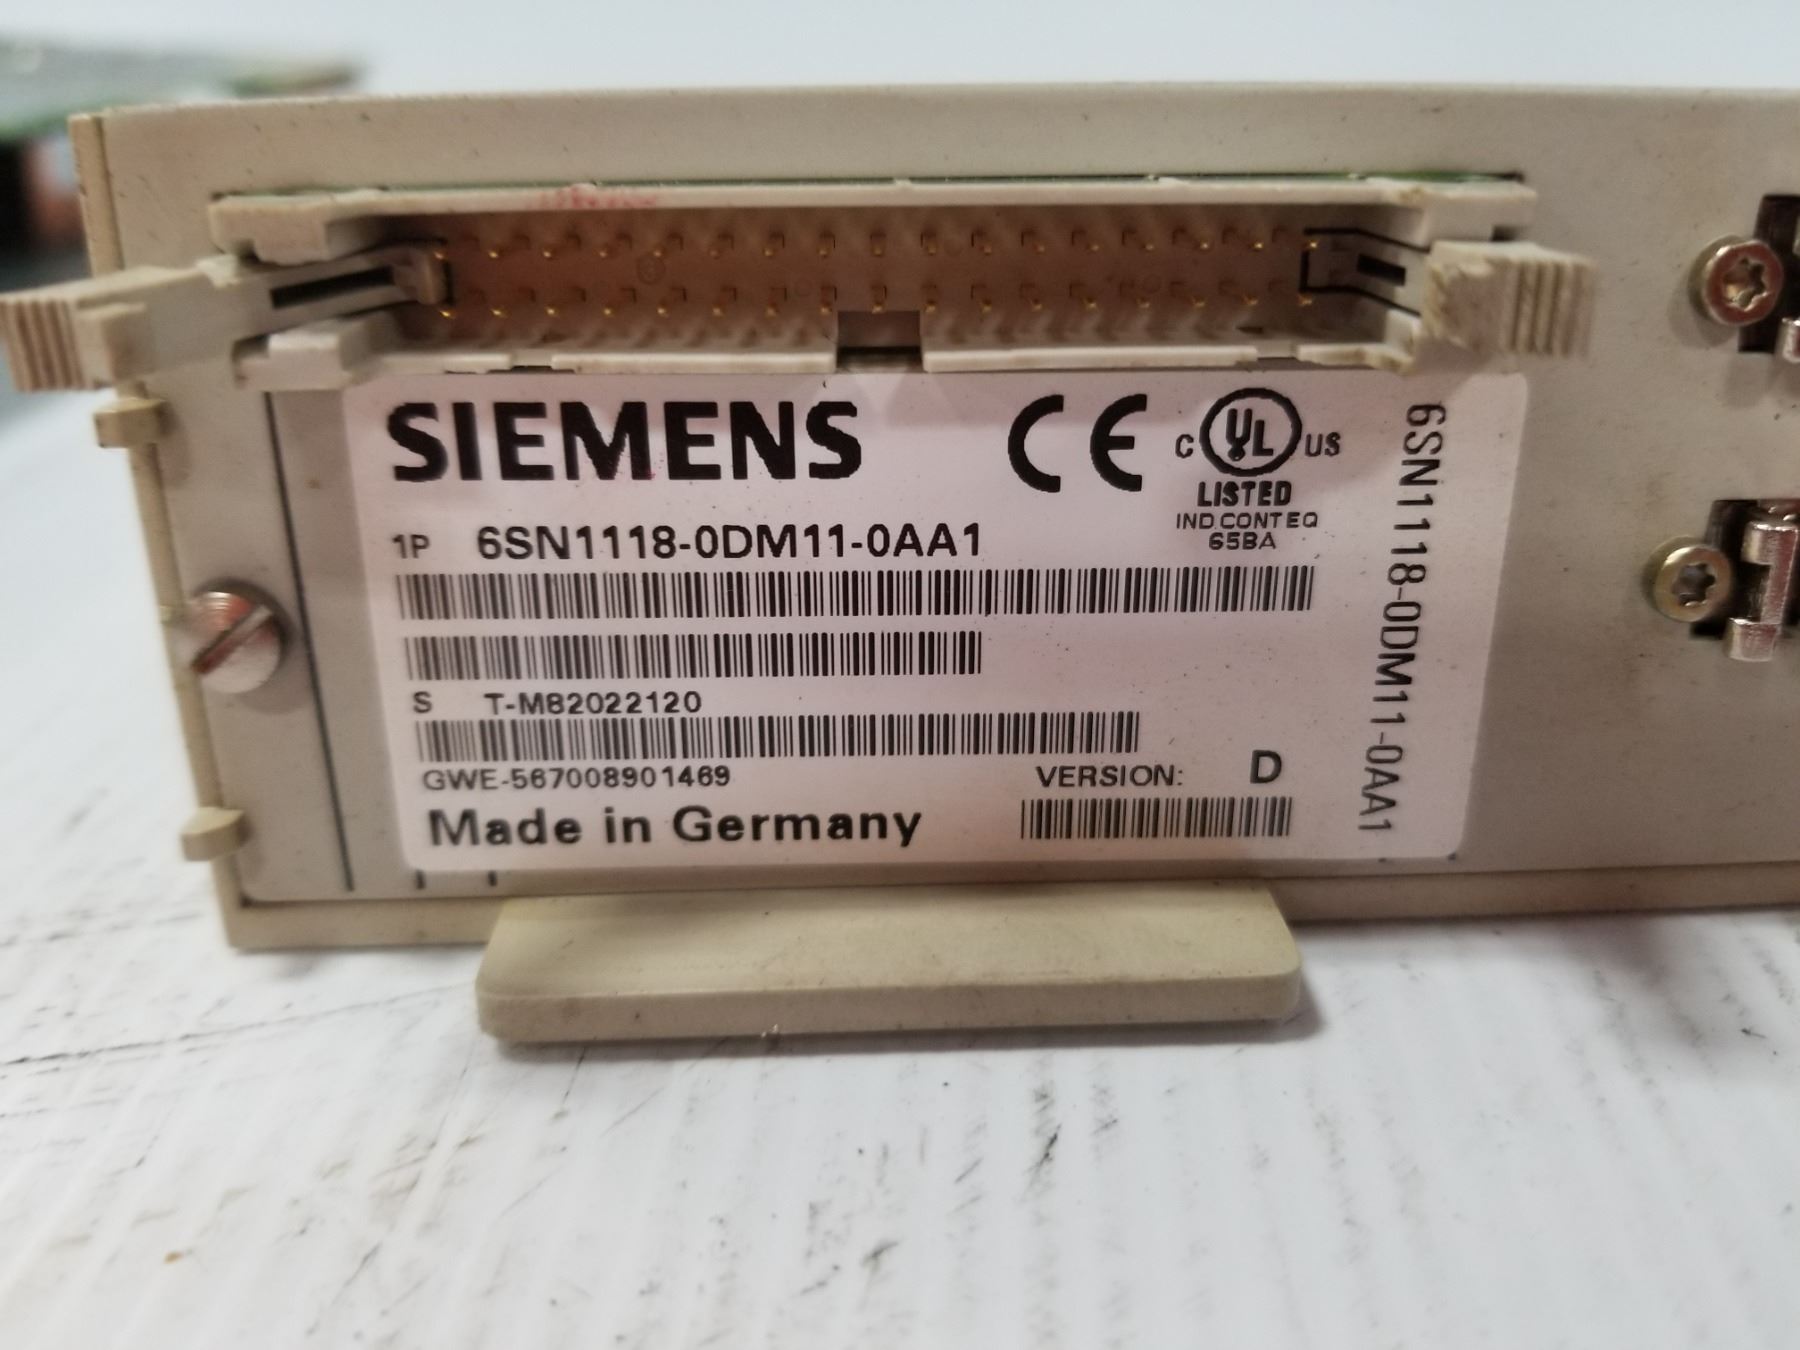 SIEMENS
CE
C UL US
LISTED
IND.CONT.EQ
65BA
1P 6SN1118-0DM11-0AA1
S T-M82022120
GWE-567008901469
VERSION: D
Made in Germany
6SN1118-0DM11-0AA1